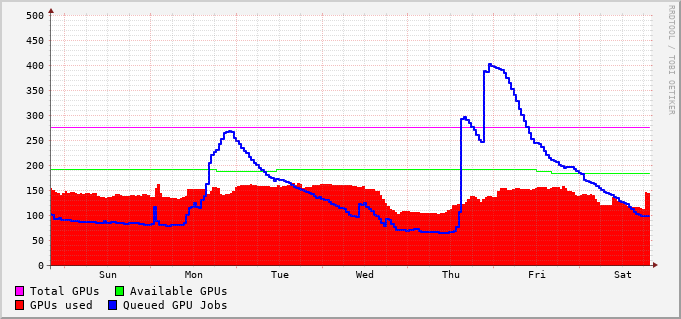 500
450
400
350
300
250
200
150
100
50
0
Sun Mon Tue Wed Thu Fri Sat
Total GPUs Available GPUs
GPUs used Queued GPU Jobs
RRDTOOL / TOBI OETIKER